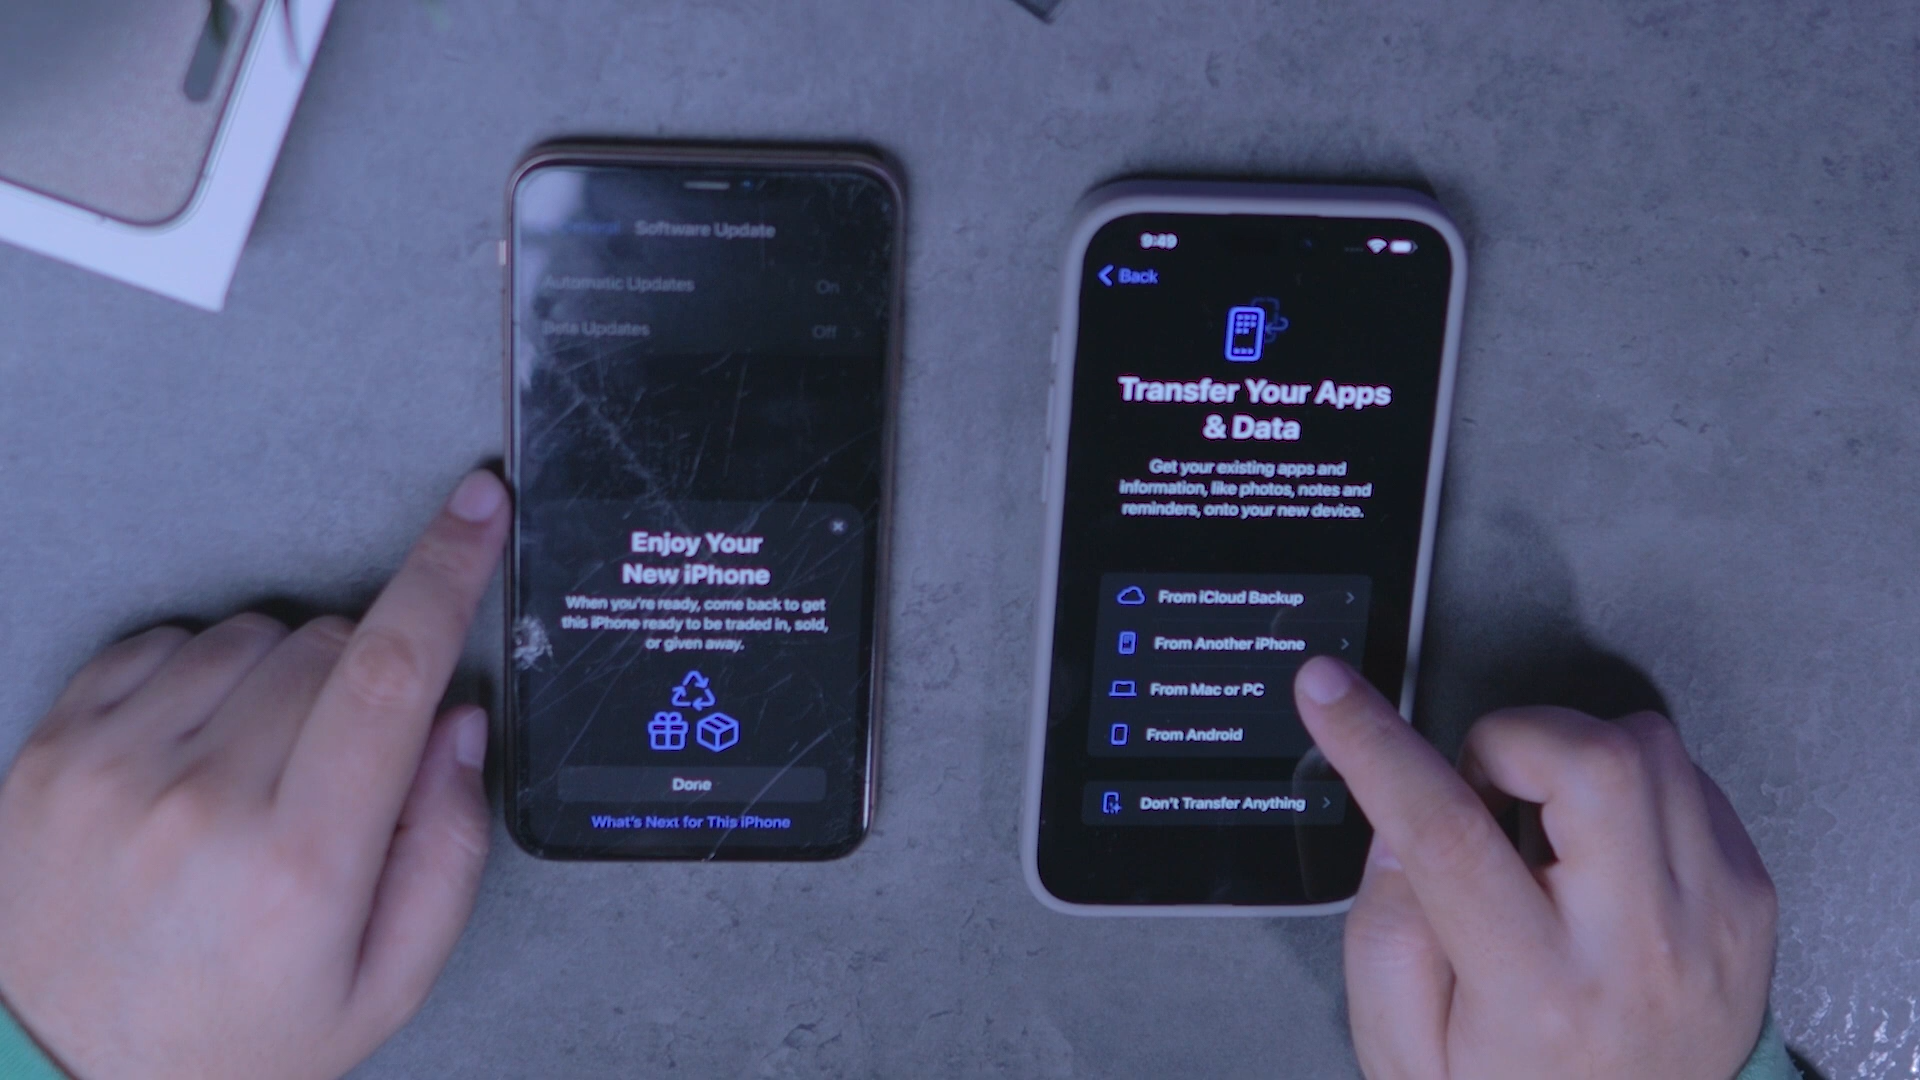 Software Update
Automatic Updates On
Beta Updates Off
Enjoy Your
New iPhone
When you're ready, come back to get
this iPhone ready to be traded in, sold,
or given away.
Done
What's Next for This iPhone
9:49
Back
Transfer Your Apps
& Data
Get your existing apps and
information, like photos, notes and
reminders, onto your new device.
From iCloud Backup
From Another iPhone
From Mac or PC
From Android
Don't Transfer Anything